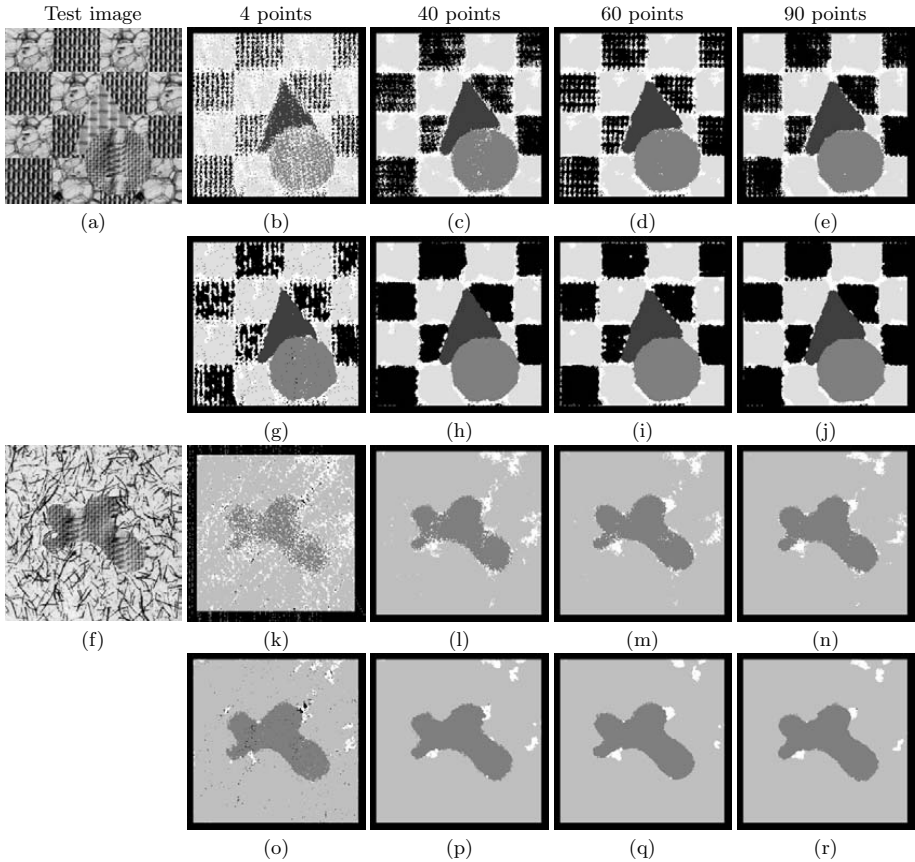 Test image 4 points 40 points 60 points 90 points
(a) (b) (c) (d) (e)
(g) (h) (i) (j)
(f) (k) (l) (m) (n)
(o) (p) (q) (r)